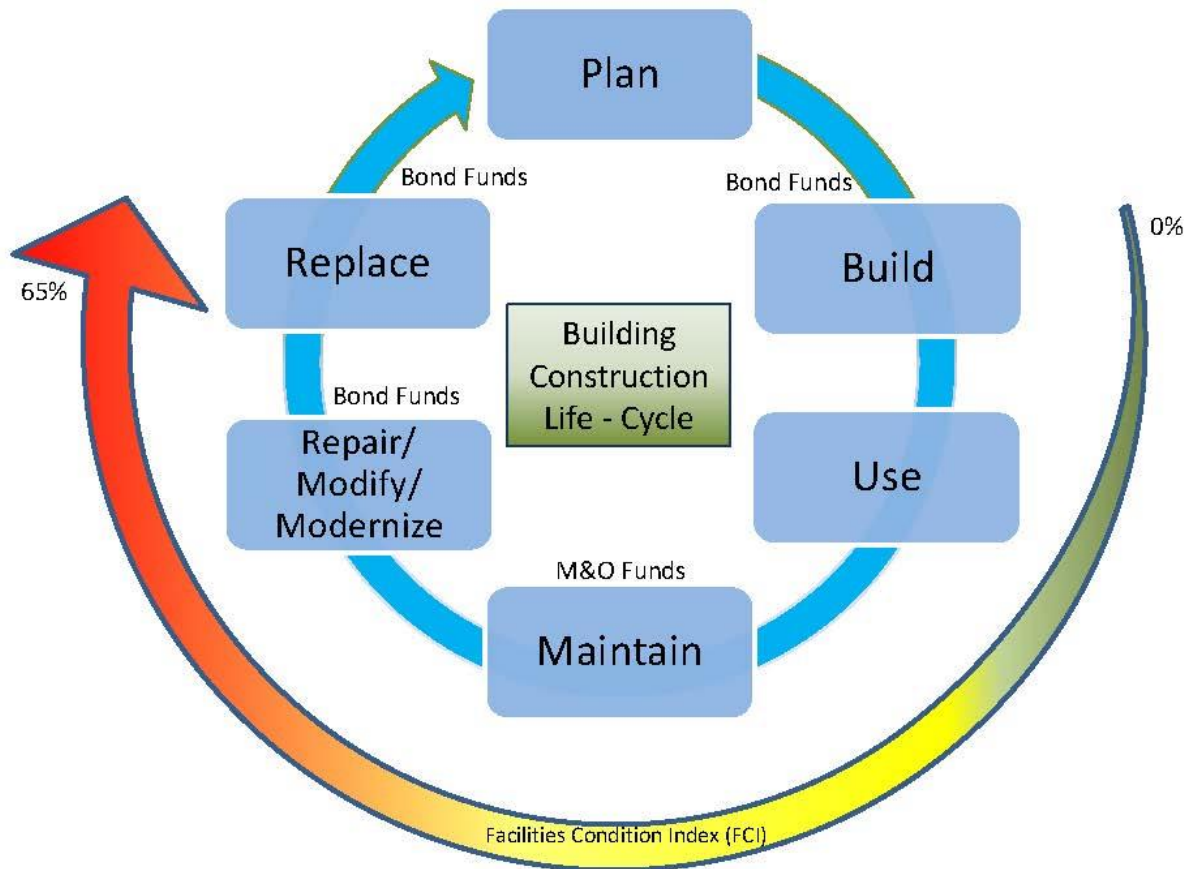 Plan
Bond Funds
Bond Funds
Replace
Build
0%
65%
Building
Construction
Life - Cycle
Bond Funds
Repair/
Modify/
Modernize
Use
M&O Funds
Maintain
Facilities Condition Index (FCI)